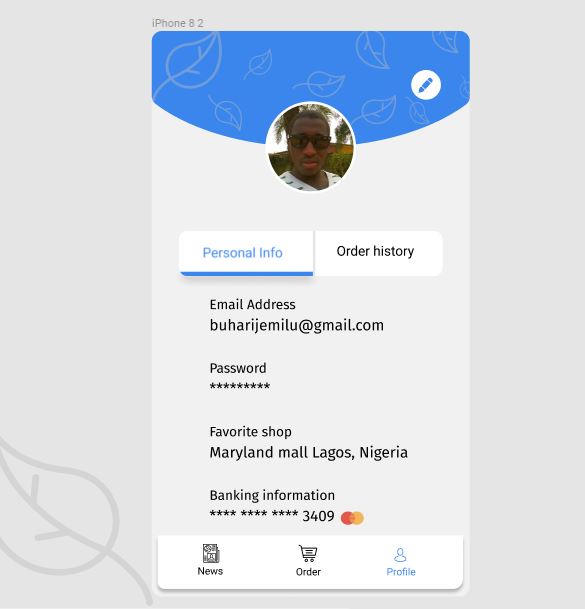 iPhone 8 2
Personal Info
Order history
Email Address
buharijemilu@gmail.com
Password
*********
Favorite shop
Maryland mall Lagos, Nigeria
Banking information
**** **** **** 3409
News
Order
Profile